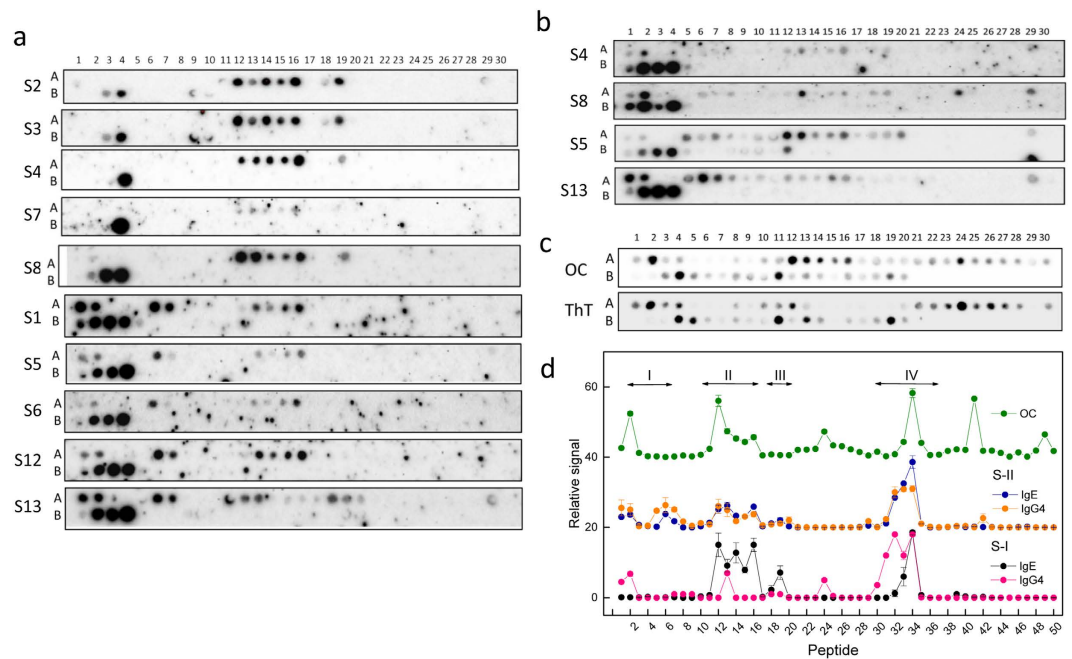 a
1 2 3 4 5 6 7 8 9 10 11 12 13 14 15 16 17 18 19 20 21 22 23 24 25 26 27 28 29 30
S2 A
B
S3 A
B
S4 A
B
S7 A
B
S8 A
B
S1 A
B
S5 A
B
S6 A
B
S12 A
B
S13 A
B
b
1 2 3 4 5 6 7 8 9 10 11 12 13 14 15 16 17 18 19 20 21 22 23 24 25 26 27 28 29 30
S4 A
B
S8 A
B
S5 A
B
S13 A
B
c
1 2 3 4 5 6 7 8 9 10 11 12 13 14 15 16 17 18 19 20 21 22 23 24 25 26 27 28 29 30
OC A
B
ThT A
B
d
I II III IV
60
40
20
0
Relative signal
OC
S-II
IgE
IgG4
S-I
IgE
IgG4
2 4 6 8 10 12 14 16 18 20 22 24 26 28 30 32 34 36 38 40 42 44 46 48 50
Peptide